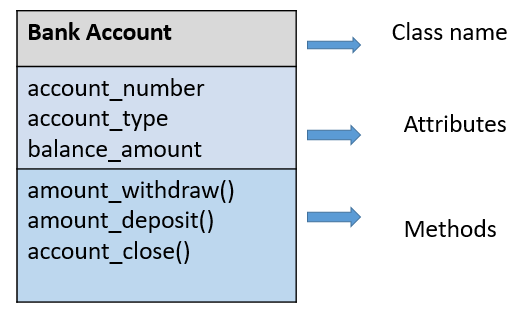 Bank Account
Class name
account_number
account_type
balance_amount
Attributes
amount_withdraw()
amount_deposit()
account_close()
Methods